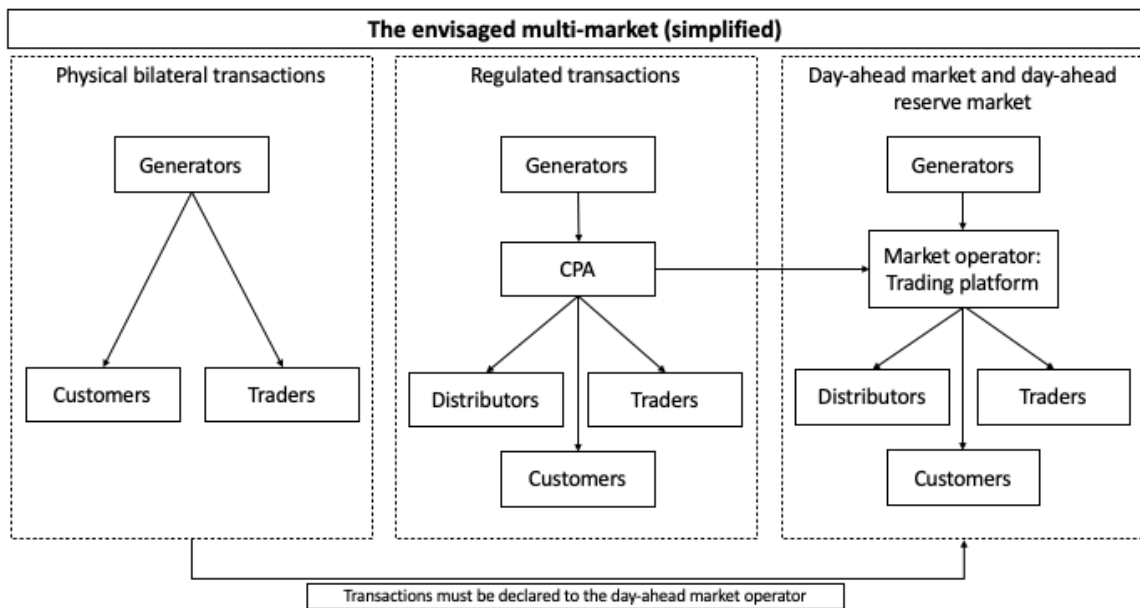 The envisaged multi-market (simplified)
Physical bilateral transactions
Generators
Customers
Traders
Regulated transactions
Generators
CPA
Distributors
Traders
Customers
Day-ahead market and day-ahead
reserve market
Generators
Market operator:
Trading platform
Distributors
Traders
Customers
Transactions must be declared to the day-ahead market operator